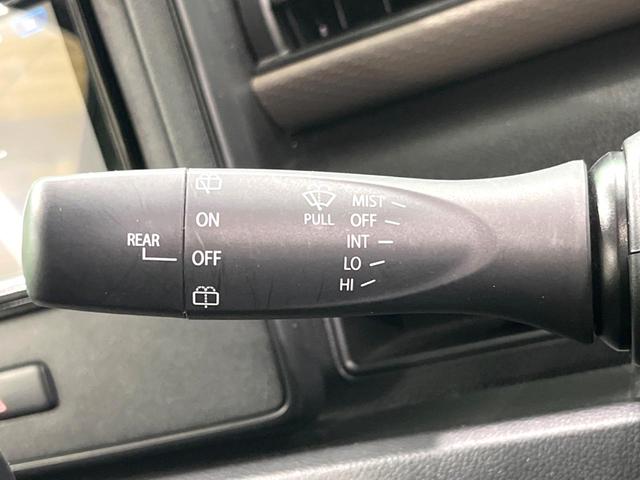 REAR
ON
OFF
PULL
MIST
OFF
INT
LO
HI